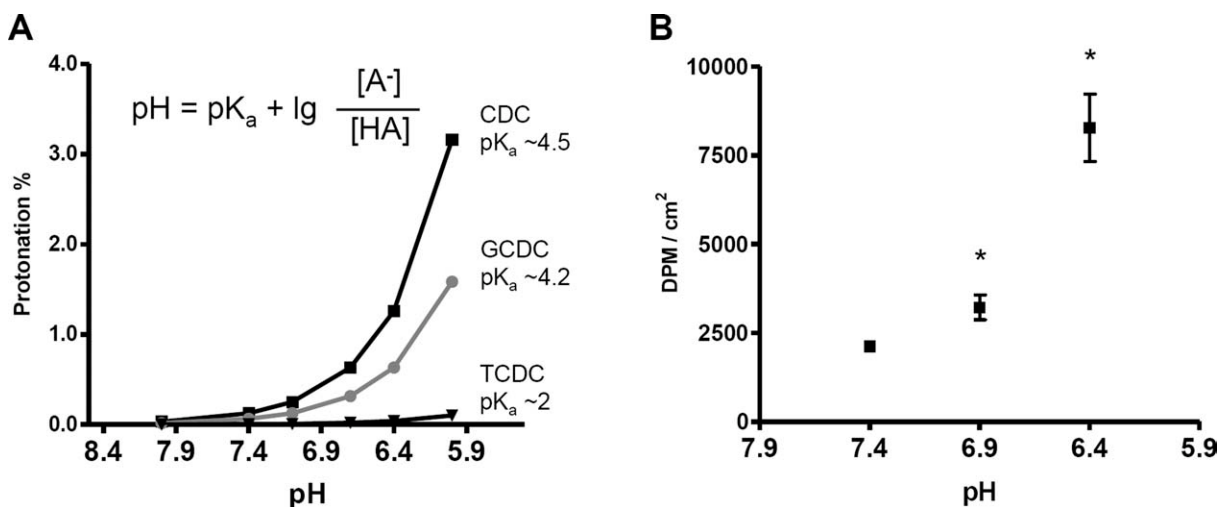 A
4.0
3.0
2.0
1.0
0.0
Protonation %
pH = pKₐ + lg [A⁻]
[HA]
CDC
pKₐ ~4.5
GCDC
pKₐ ~4.2
TCDC
pKₐ ~2
8.4 7.9 7.4 6.9 6.4 5.9
pH
B
10000
7500
5000
2500
0
DPM / cm²
*
*
7.9 7.4 6.9 6.4 5.9
pH